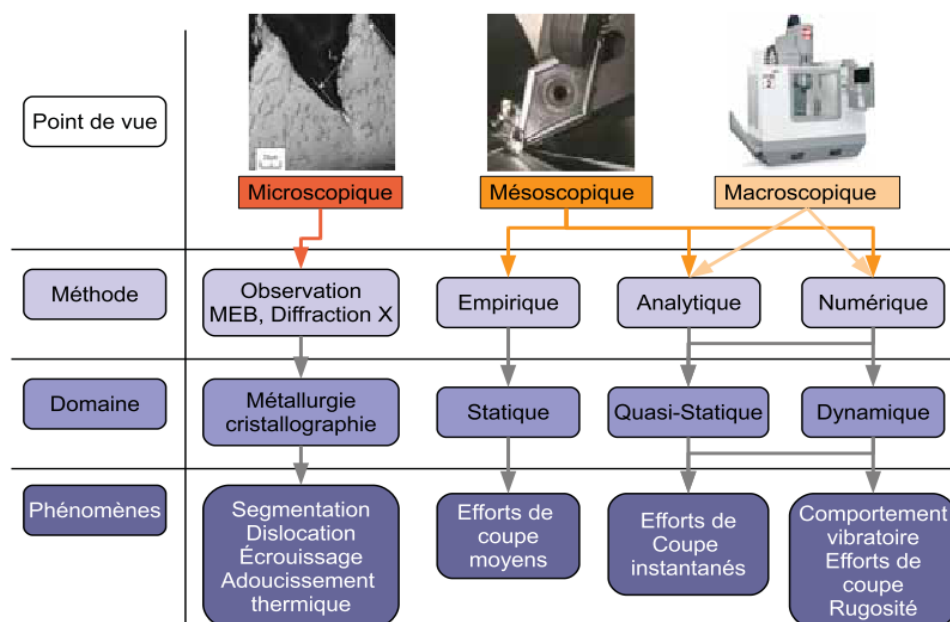 Point de vue
20µm
Microscopique
Mésoscopique
Macroscopique
Méthode
Observation
MEB, Diffraction X
Empirique
Analytique
Numérique
Domaine
Métallurgie
cristallographie
Statique
Quasi-Statique
Dynamique
Phénomènes
Segmentation
Dislocation
Écrouissage
Adoucissement
thermique
Efforts de
coupe
moyens
Efforts de
Coupe
instantanés
Comportement
vibratoire
Efforts de
coupe
Rugosité